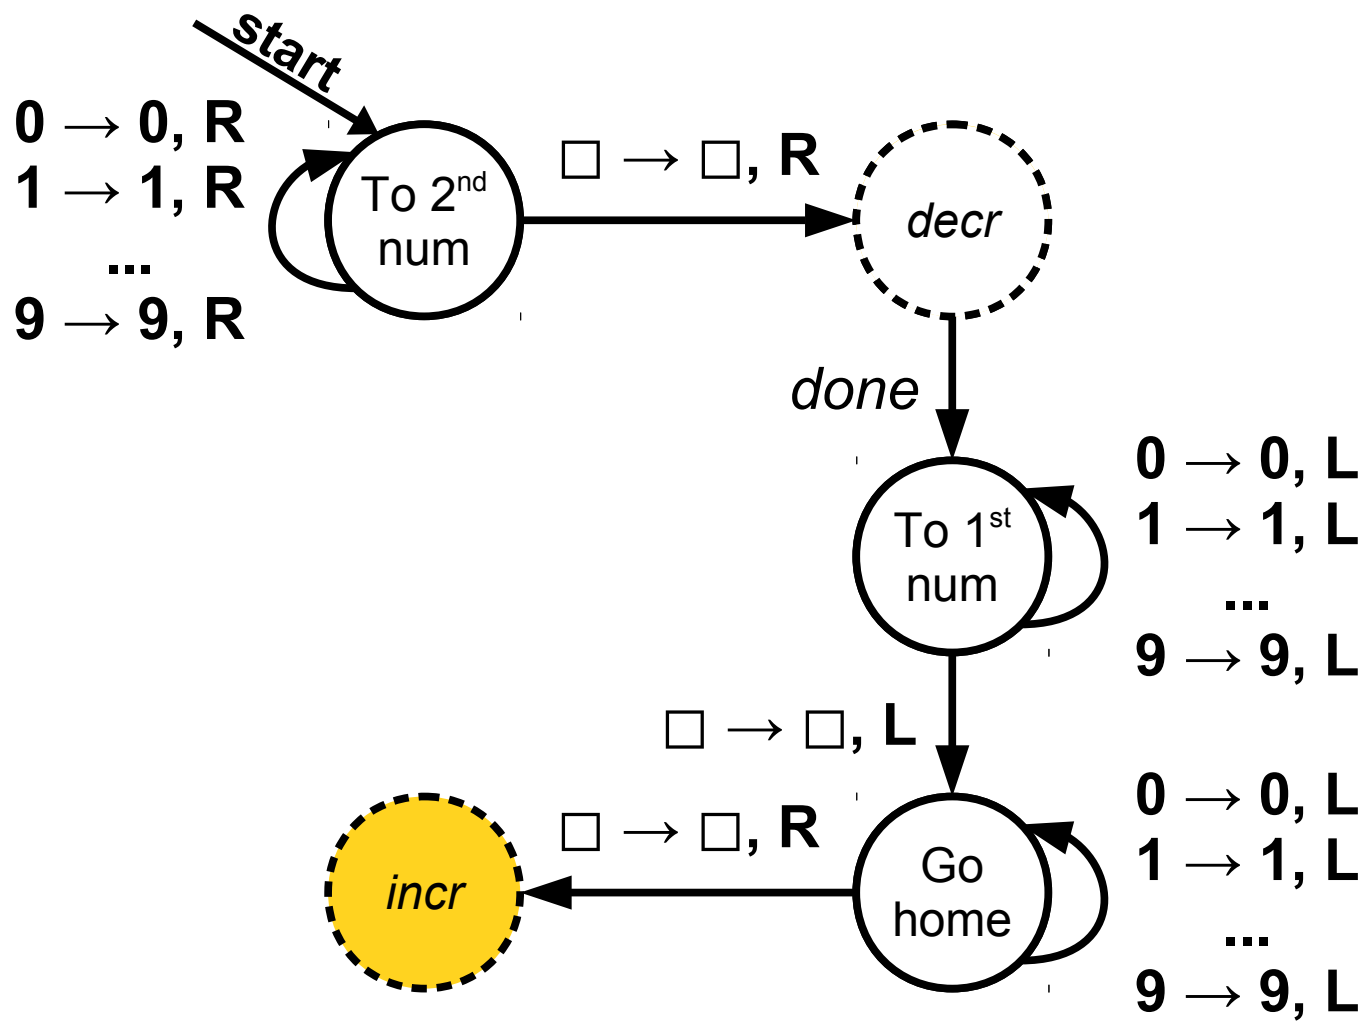 start
0 → 0, R
1 → 1, R
...
9 → 9, R
To 2nd
num
□ → □, R
decr
done
To 1st
num
0 → 0, L
1 → 1, L
...
9 → 9, L
□ → □, L
Go
home
0 → 0, L
1 → 1, L
...
9 → 9, L
□ → □, R
incr